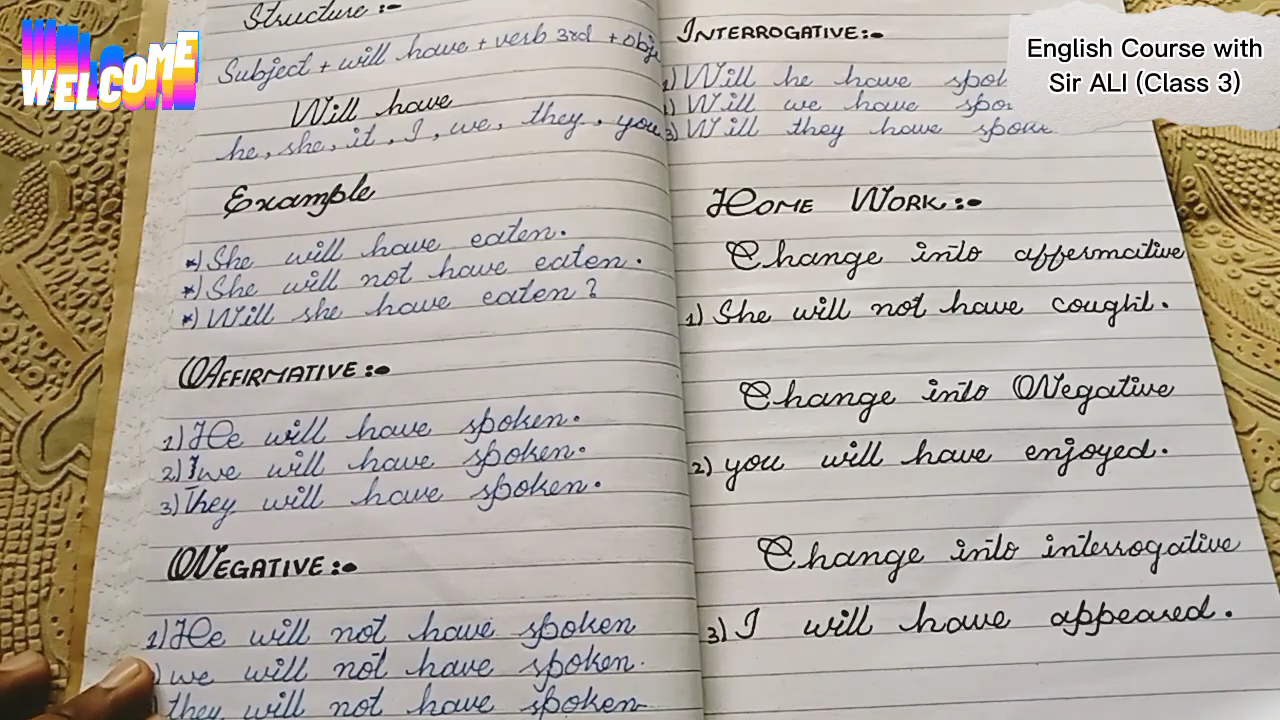 WELCOME
English Course with
Sir ALI (Class 3)
Structure :-
Subject + will have + verb 3rd + obje
Will have
he, she, it, I, we, they, you
Example
*) She will have eaten.
*) She will not have eaten.
*) Will she have eaten?
AFFIRMATIVE :-
1) He will have spoken.
2) we will have spoken.
3) They will have spoken.
NEGATIVE :-
1) He will not have spoken
) we will not have spoken.
) they will not have spoken
INTERROGATIVE :-
1) Will he have spok
) Will we have spo
3) Will they have spoke
HOME WORK :-
Change into affermative
1) She will not have cought.
Change into Negative
2) you will have enjoyed.
Change into interrogative
3) I will have appeared.